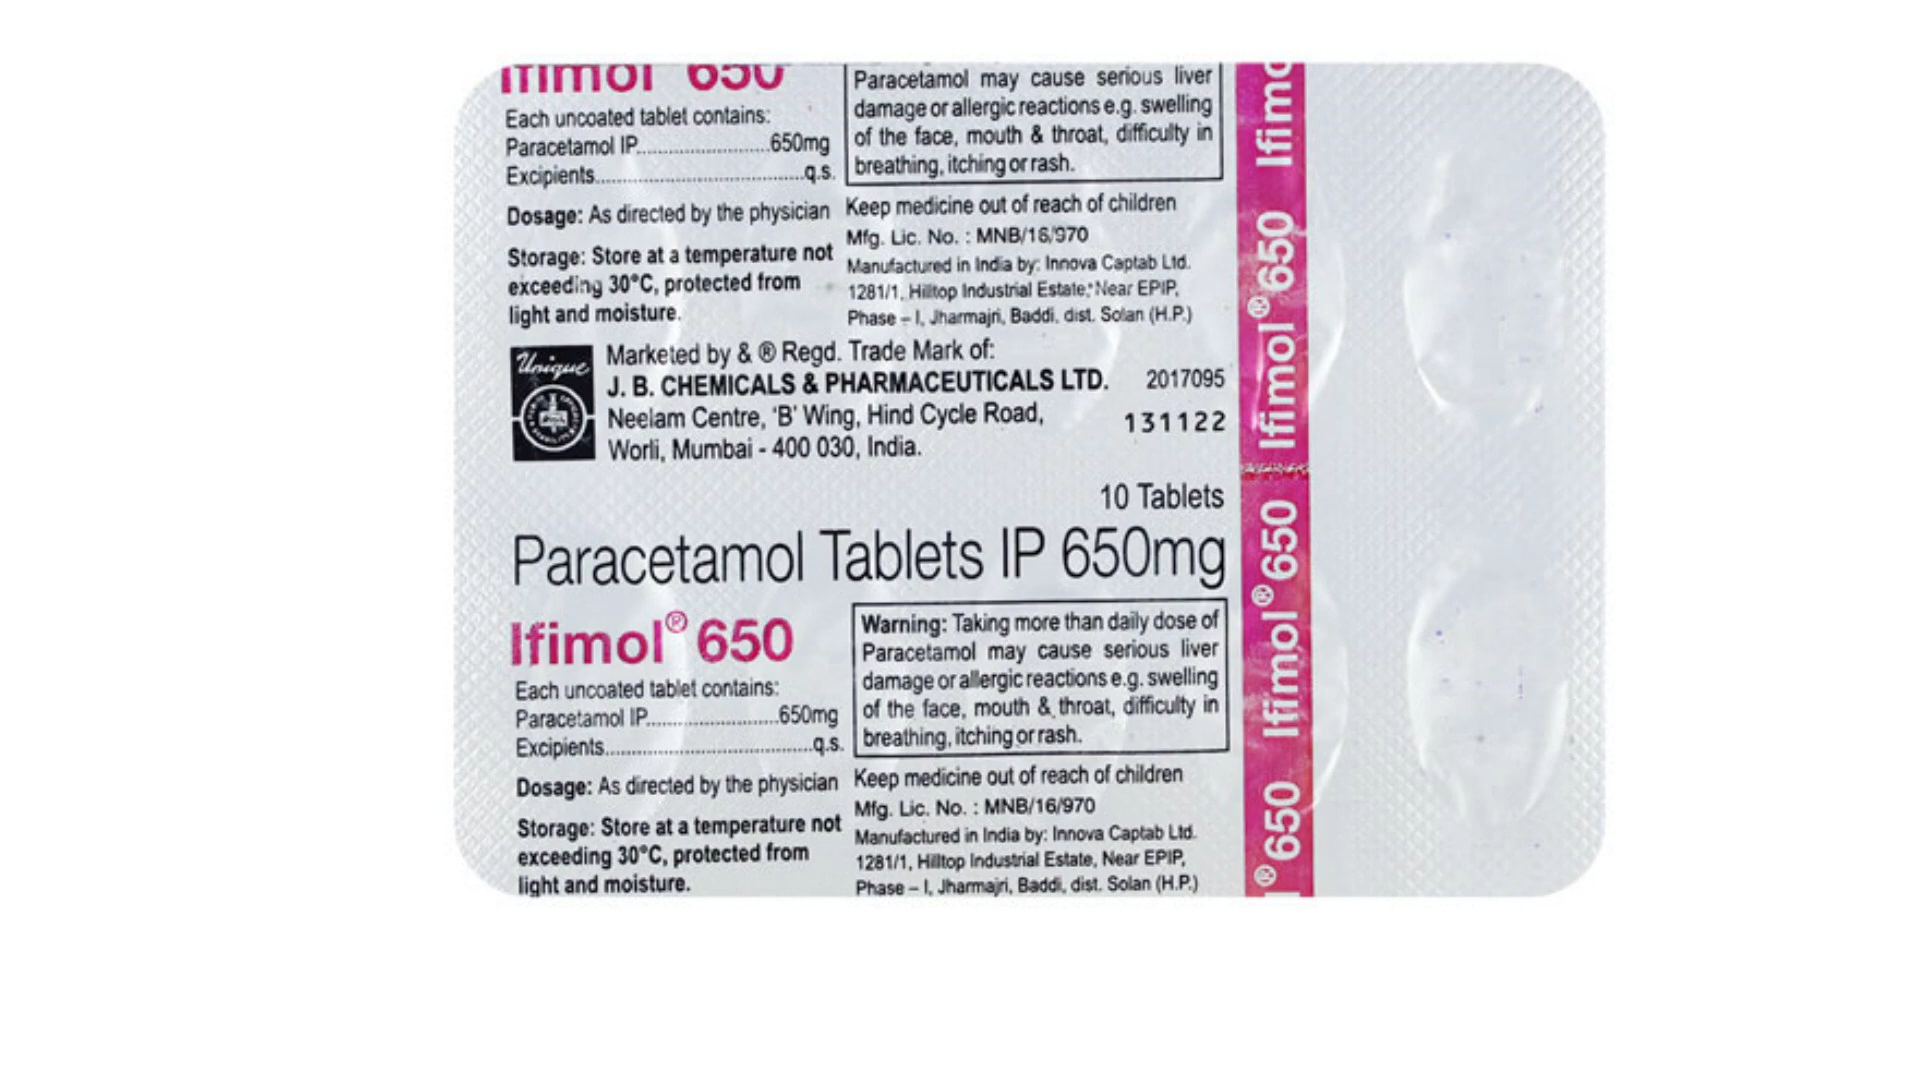 Ifimol 650
Each uncoated tablet contains:
Paracetamol IP............................650mg
Excipients............................................q.s.
Dosage: As directed by the physician
Storage: Store at a temperature not
exceeding 30°C, protected from
light and moisture.
Paracetamol may cause serious liver
damage or allergic reactions e.g. swelling
of the face, mouth & throat, difficulty in
breathing, itching or rash.
Keep medicine out of reach of children
Mfg. Lic. No. : MNB/16/970
Manufactured in India by: Innova Captab Ltd.
1281/1, Hilltop Industrial Estate, Near EPIP,
Phase – I, Jharmajri, Baddi, dist. Solan (H.P.)
Unique
Marketed by & ® Regd. Trade Mark of:
J. B. CHEMICALS & PHARMACEUTICALS LTD.
2017095
Neelam Centre, 'B' Wing, Hind Cycle Road,
131122
Worli, Mumbai - 400 030, India.
10 Tablets
Paracetamol Tablets IP 650mg
Ifimol® 650
Each uncoated tablet contains:
Paracetamol IP............................650mg
Excipients............................................q.s.
Dosage: As directed by the physician
Storage: Store at a temperature not
exceeding 30°C, protected from
light and moisture.
Warning: Taking more than daily dose of
Paracetamol may cause serious liver
damage or allergic reactions e.g. swelling
of the face, mouth & throat, difficulty in
breathing, itching or rash.
Keep medicine out of reach of children
Mfg. Lic. No. : MNB/16/970
Manufactured in India by: Innova Captab Ltd.
1281/1, Hilltop Industrial Estate, Near EPIP,
Phase – I, Jharmajri, Baddi, dist. Solan (H.P.)
Ifimo
Ifimol® 650
Ifimol® 650
l® 650